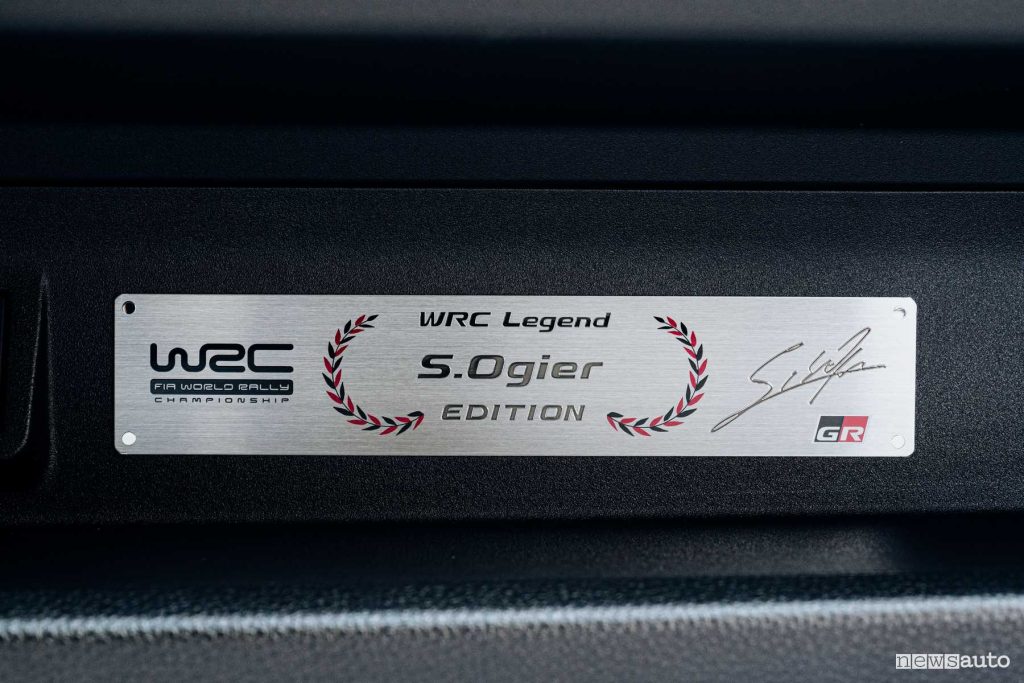 WRC
FIA WORLD RALLY
CHAMPIONSHIP
WRC Legend
S.Ogier
EDITION
GR
newsauto